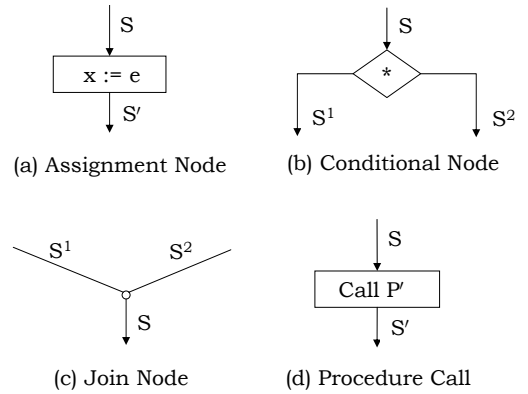 S
x := e
S′
(a) Assignment Node
S
*
S¹
S²
(b) Conditional Node
S¹
S²
S
(c) Join Node
S
Call P′
S′
(d) Procedure Call